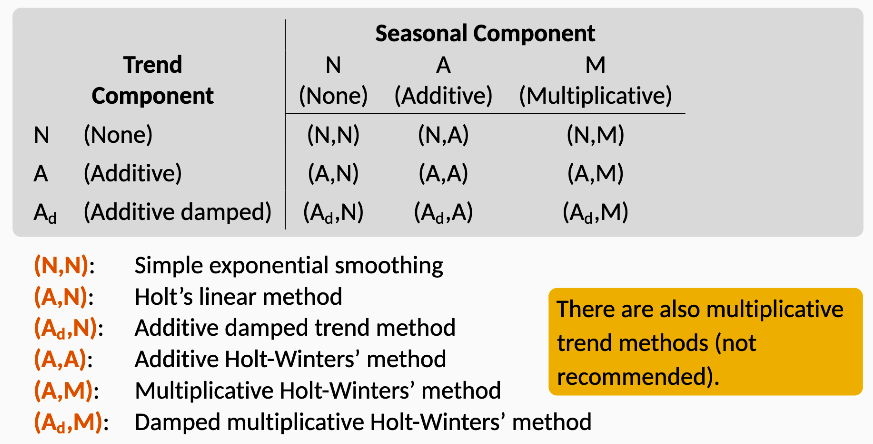 Seasonal Component
Trend N A M
Component (None) (Additive) (Multiplicative)
N (None) (N,N) (N,A) (N,M)
A (Additive) (A,N) (A,A) (A,M)
A_d (Additive damped) (A_d,N) (A_d,A) (A_d,M)
(N,N): Simple exponential smoothing
(A,N): Holt’s linear method
(A_d,N): Additive damped trend method
(A,A): Additive Holt-Winters’ method
(A,M): Multiplicative Holt-Winters’ method
(A_d,M): Damped multiplicative Holt-Winters’ method
There are also multiplicative
trend methods (not
recommended).